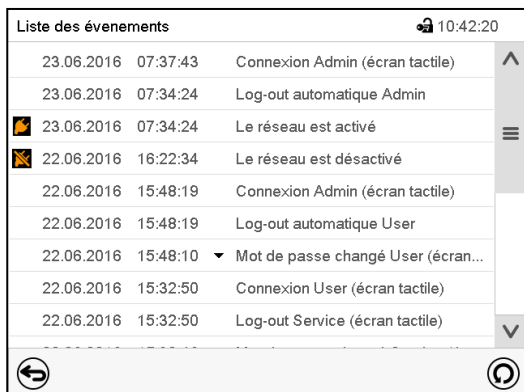 Liste des évenements 10:42:20
23.06.2016 07:37:43 Connexion Admin (écran tactile)
23.06.2016 07:34:24 Log-out automatique Admin
23.06.2016 07:34:24 Le réseau est activé
22.06.2016 16:22:34 Le réseau est désactivé
22.06.2016 15:48:19 Connexion Admin (écran tactile)
22.06.2016 15:48:19 Log-out automatique User
22.06.2016 15:48:10 Mot de passe changé User (écran...
22.06.2016 15:32:50 Connexion User (écran tactile)
22.06.2016 15:32:50 Log-out Service (écran tactile)